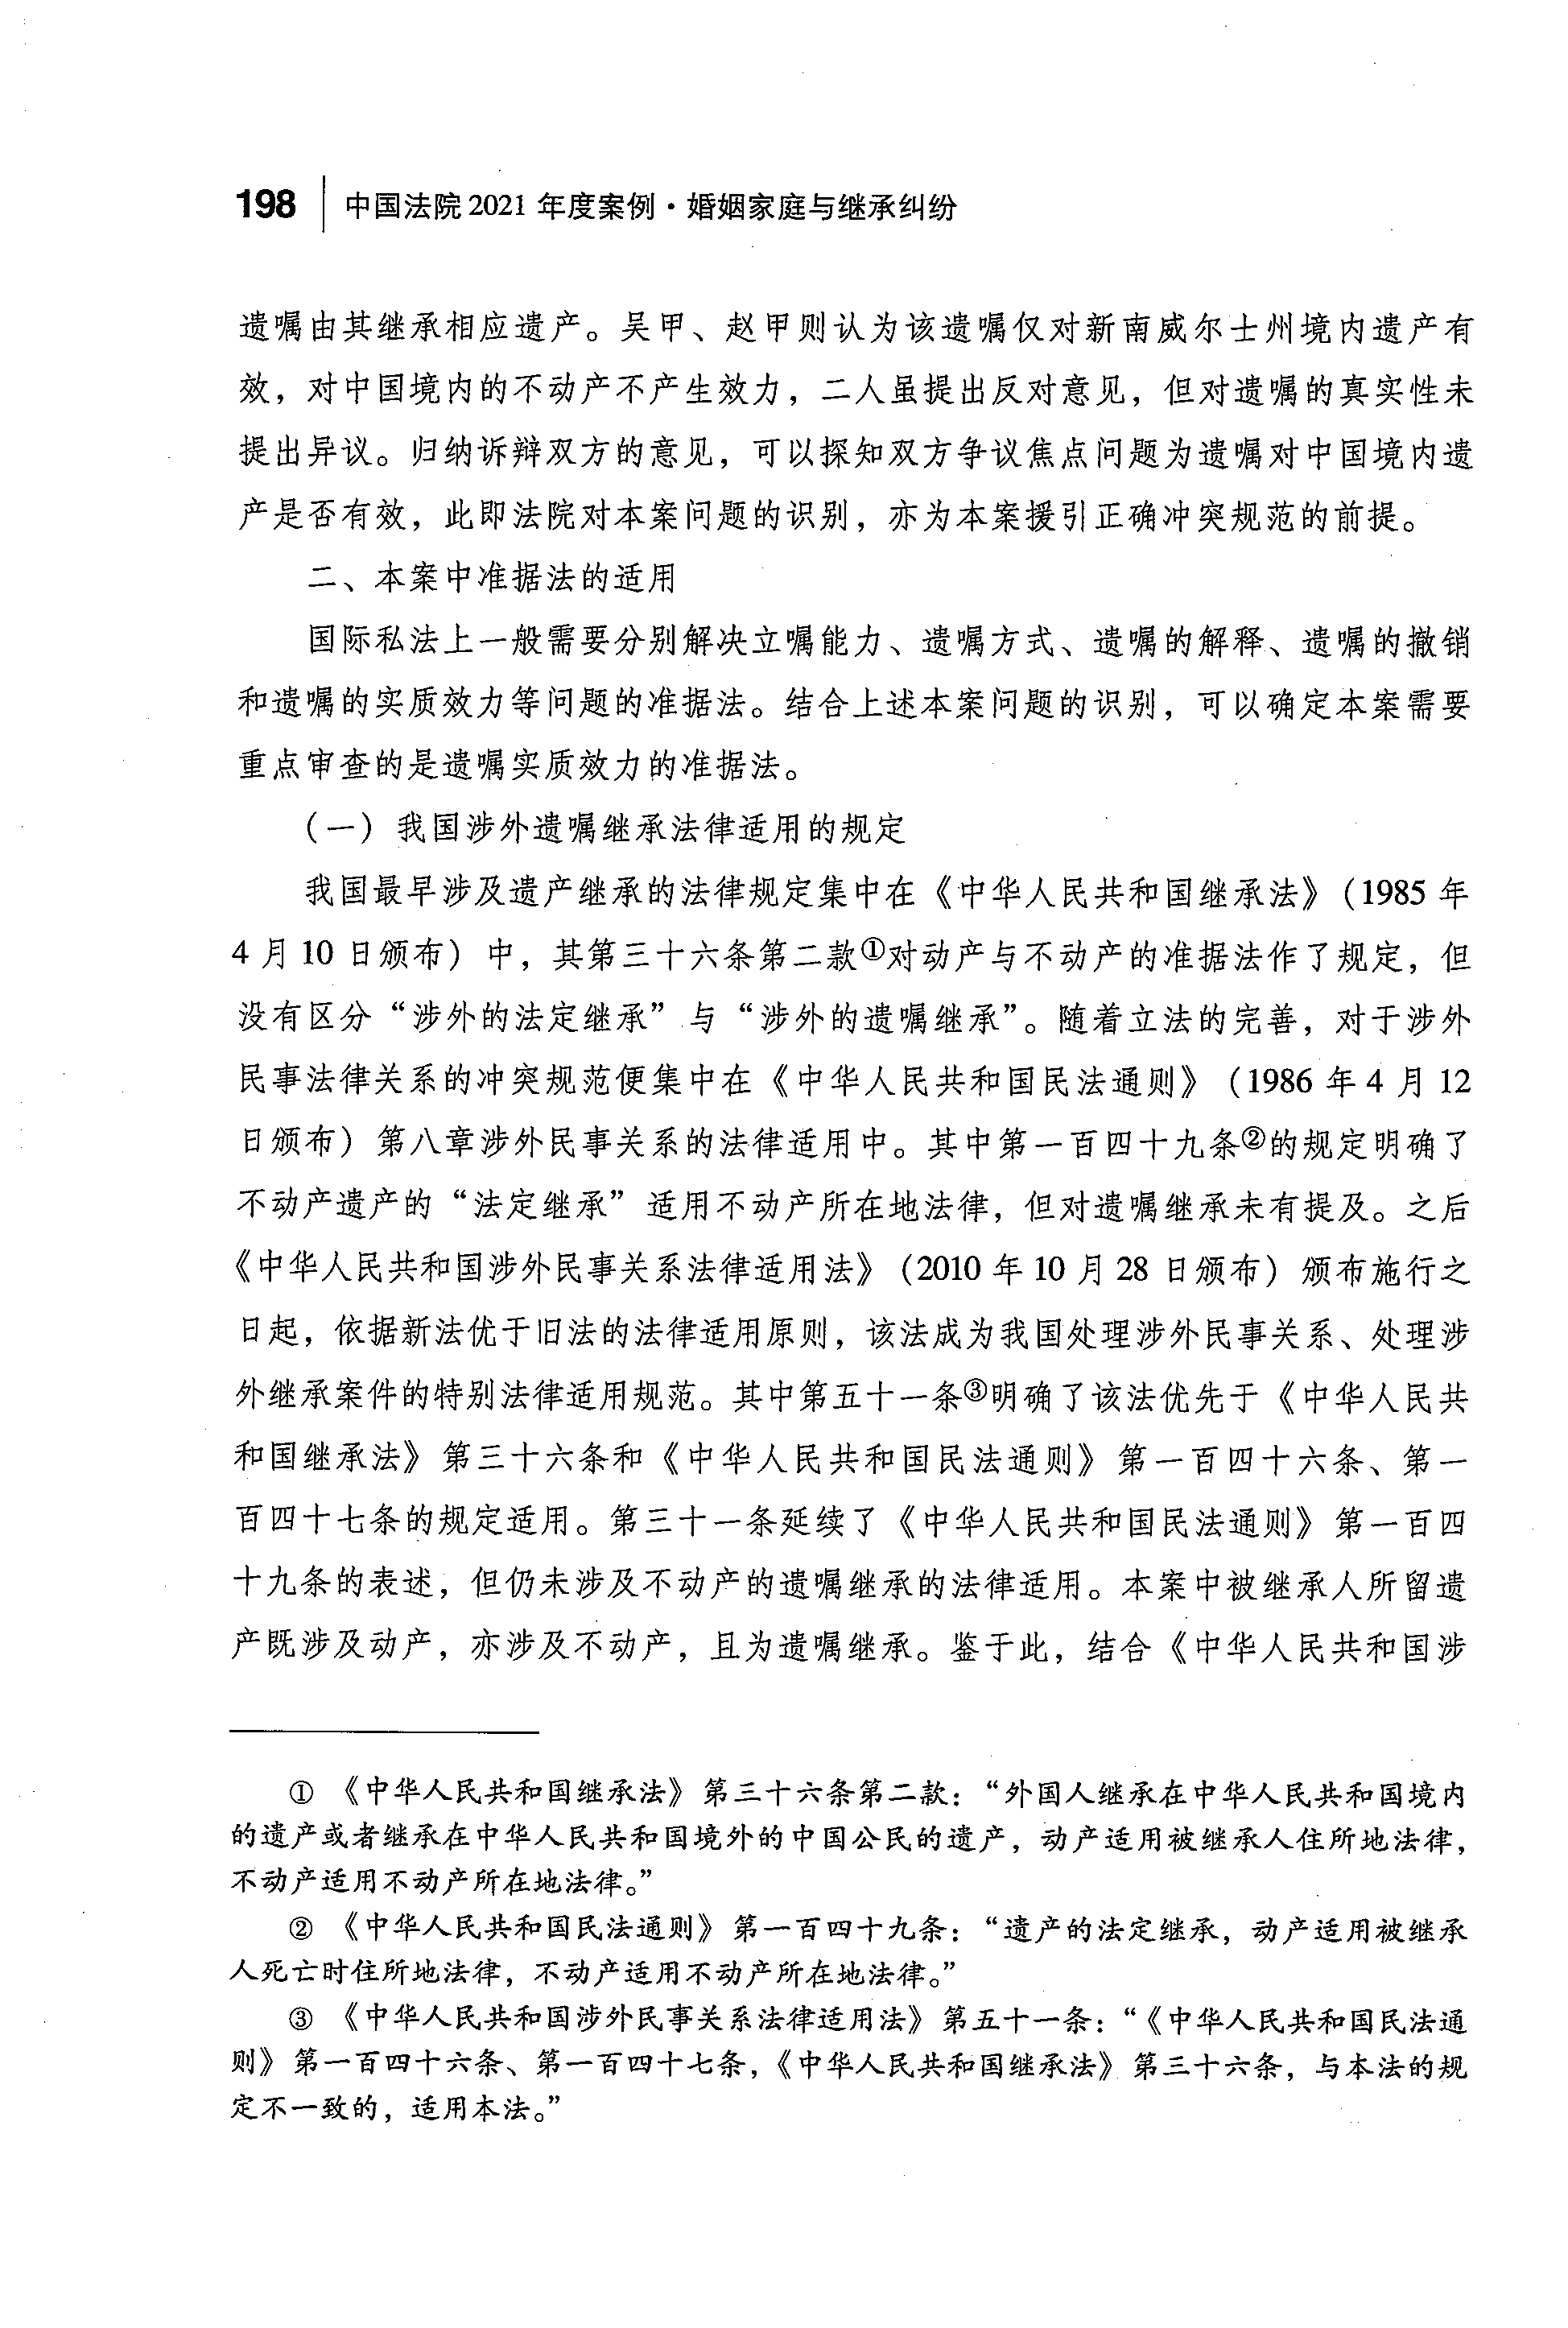 198 中国法院 2021 年度案例·婚姻家庭与继承纠纷
遗嘱由其继承相应遗产。吴甲、赵甲则认为该遗嘱仅对新南威尔士州境内遗产有
效，对中国境内的不动产不产生效力，二人虽提出反对意见，但对遗嘱的真实性未
提出异议。归纳诉辩双方的意见，可以探知双方争议焦点问题为遗嘱对中国境内遗
产是否有效，此即法院对本案问题的识别，亦为本案援引正确冲突规范的前提。
二、本案中准据法的适用
国际私法上一般需要分别解决立嘱能力、遗嘱方式、遗嘱的解释、遗嘱的撤销
和遗嘱的实质效力等问题的准据法。结合上述本案问题的识别，可以确定本案需要
重点审查的是遗嘱实质效力的准据法。
（一）我国涉外遗嘱继承法律适用的规定
我国最早涉及遗产继承的法律规定集中在《中华人民共和国继承法》（1985 年
4 月 10 日颁布）中，其第三十六条第二款①对动产与不动产的准据法作了规定，但
没有区分“涉外的法定继承”与“涉外的遗嘱继承”。随着立法的完善，对于涉外
民事法律关系的冲突规范便集中在《中华人民共和国民法通则》（1986 年 4 月 12
日颁布）第八章涉外民事关系的法律适用中。其中第一百四十九条②的规定明确了
不动产遗产的“法定继承”适用不动产所在地法律，但对遗嘱继承未有提及。之后
《中华人民共和国涉外民事关系法律适用法》（2010 年 10 月 28 日颁布）颁布施行之
日起，依据新法优于旧法的法律适用原则，该法成为我国处理涉外民事关系、处理涉
外继承案件的特别法律适用规范。其中第五十一条③明确了该法优先于《中华人民共
和国继承法》第三十六条和《中华人民共和国民法通则》第一百四十六条、第一
百四十七条的规定适用。第三十一条延续了《中华人民共和国民法通则》第一百四
十九条的表述，但仍未涉及不动产的遗嘱继承的法律适用。本案中被继承人所留遗
产既涉及动产，亦涉及不动产，且为遗嘱继承。鉴于此，结合《中华人民共和国涉
① 《中华人民共和国继承法》第三十六条第二款：“外国人继承在中华人民共和国境内
的遗产或者继承在中华人民共和国境外的中国公民的遗产，动产适用被继承人住所地法律，
不动产适用不动产所在地法律。”
② 《中华人民共和国民法通则》第一百四十九条：“遗产的法定继承，动产适用被继承
人死亡时住所地法律，不动产适用不动产所在地法律。”
③ 《中华人民共和国涉外民事关系法律适用法》第五十一条：“《中华人民共和国民法通
则》第一百四十六条、第一百四十七条，《中华人民共和国继承法》第三十六条，与本法的规
定不一致的，适用本法。”